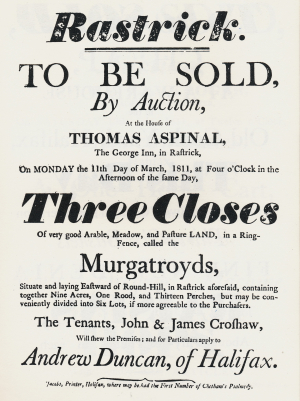 Rastrick.
TO BE SOLD,
By Auction,
At the House of
THOMAS ASPINAL,
The George Inn, in Rastrick,
On MONDAY the 11th Day of March, 1811, at Four o'Clock in the
Afternoon of the same Day,
Three Closes
Of very good Arable, Meadow, and Pasture LAND, in a Ring-
Fence, called the
Murgatroyds,
Situate and laying Eastward of Round-Hill, in Rastrick aforesaid, containing
together Nine Acres, One Rood, and Thirteen Perches, but may be con-
veniently divided into Six Lots, if more agreeable to the Purchasers.
The Tenants, John & James Croshaw,
Will shew the Premises; and for Particulars apply to
Andrew Duncan, of Halifax.
Jacobs, Printer, Halifax, where may be had the First Number of Chetham's Psalmody.